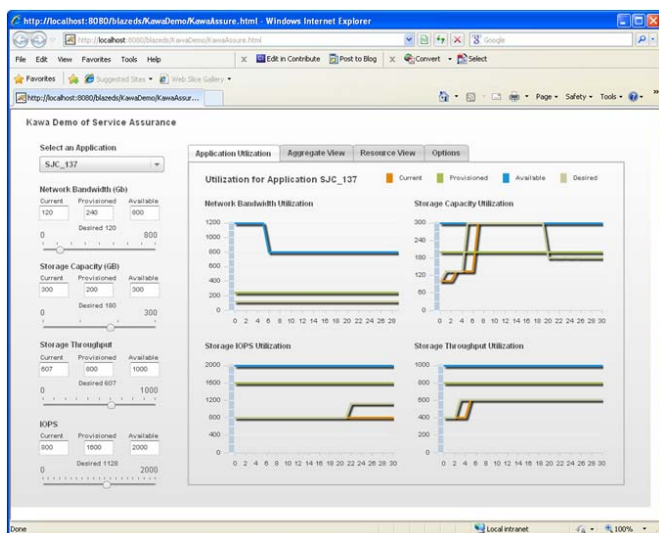 http://localhost:8080/blazeds/KawaDemo/KawaAssure.html - Windows Internet Explorer
http://localhost:8080/blazeds/KawaDemo/KawaAssure.html
Google
File Edit View Favorites Tools Help
X Edit in Contribute Post to Blog
X Convert Select
Favorites Suggested Sites Web Slice Gallery
http://localhost:8080/blazeds/KawaDemo/KawaAssur...
Page Safety Tools
Kawa Demo of Service Assurance
Select an Application
SJC_137
Network Bandwidth (Gb)
Current Provisioned Available
120 240 800
Desired 120
0 800
Storage Capacity (GB)
Current Provisioned Available
300 200 300
Desired 180
0 300
Storage Throughput
Current Provisioned Available
607 800 1000
Desired 607
0 1000
IOPS
Current Provisioned Available
800 1600 2000
Desired 1128
0 2000
Application Utilization Aggregate View Resource View Options
Utilization for Application SJC_137
Current Provisioned Available Desired
Network Bandwidth Utilization
1200
1000
800
600
400
200
0
0 2 4 6 8 10 12 14 16 18 20 22 24 26 28
Storage Capacity Utilization
300
240
180
120
60
0
0 2 4 6 8 10 12 14 16 18 20 22 24 26 28 30
Storage IOPS Utilization
2000
1600
1200
800
400
0
0 2 4 6 8 10 12 14 16 18 20 22 24 26 28 30
Storage Throughput Utilization
1000
800
600
400
200
0
0 2 4 6 8 10 12 14 16 18 20 22 24 26 28 30
Done
Local intranet
100%